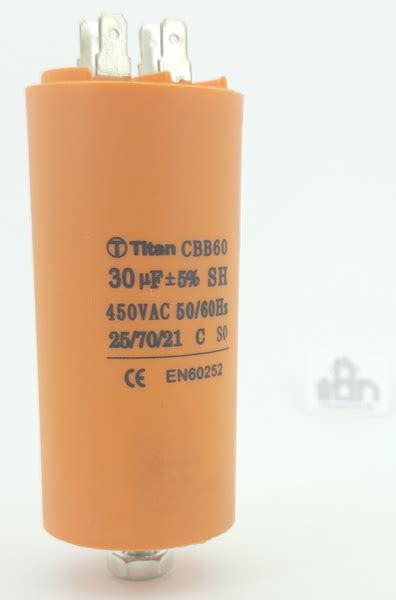 Titan CBB60
30 µF±5% SH
450VAC 50/60Hz
25/70/21 C S0
CE EN60252